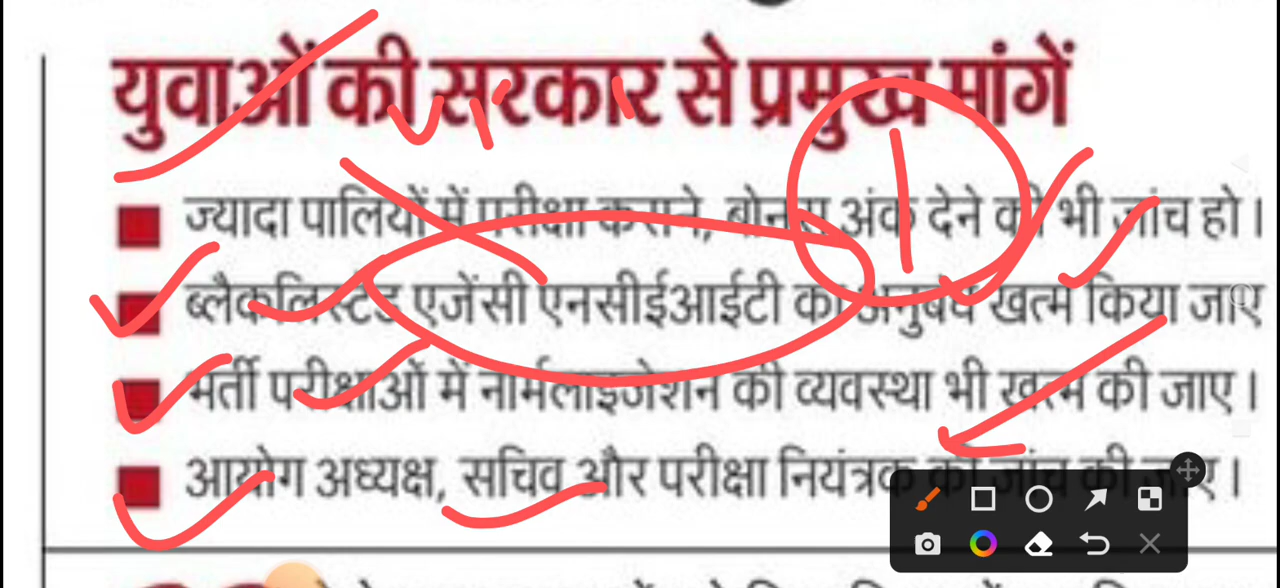 युवाओं की सरकार से प्रमुख मांगें
ज्यादा पालियों में परीक्षा कराने, बोनस अंक देने की भी जांच हो।
ब्लैकलिस्टेड एजेंसी एनसीईआईटी का अनुबंध खत्म किया जाए
भर्ती परीक्षाओं में नॉर्मलाइजेशन की व्यवस्था भी खत्म की जाए।
आयोग अध्यक्ष, सचिव और परीक्षा नियंत्रक की जांच की जाए।